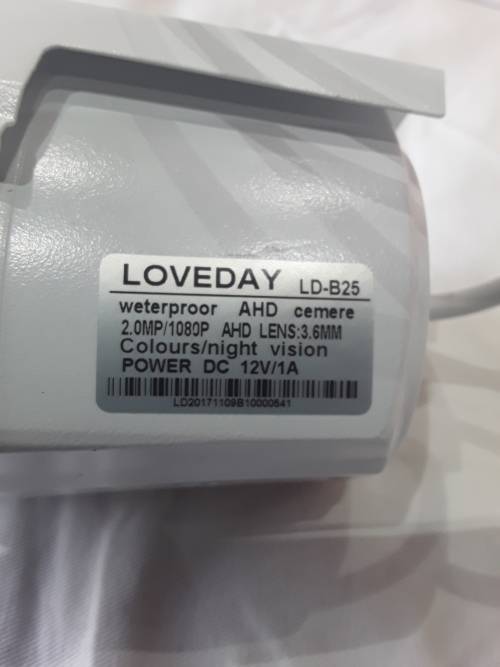 LOVEDAY LD-B25
weterproor AHD cemere
2.0MP/1080P AHD LENS:3.6MM
Colours/night vision
POWER DC 12V/1A
LD20171109B10000541